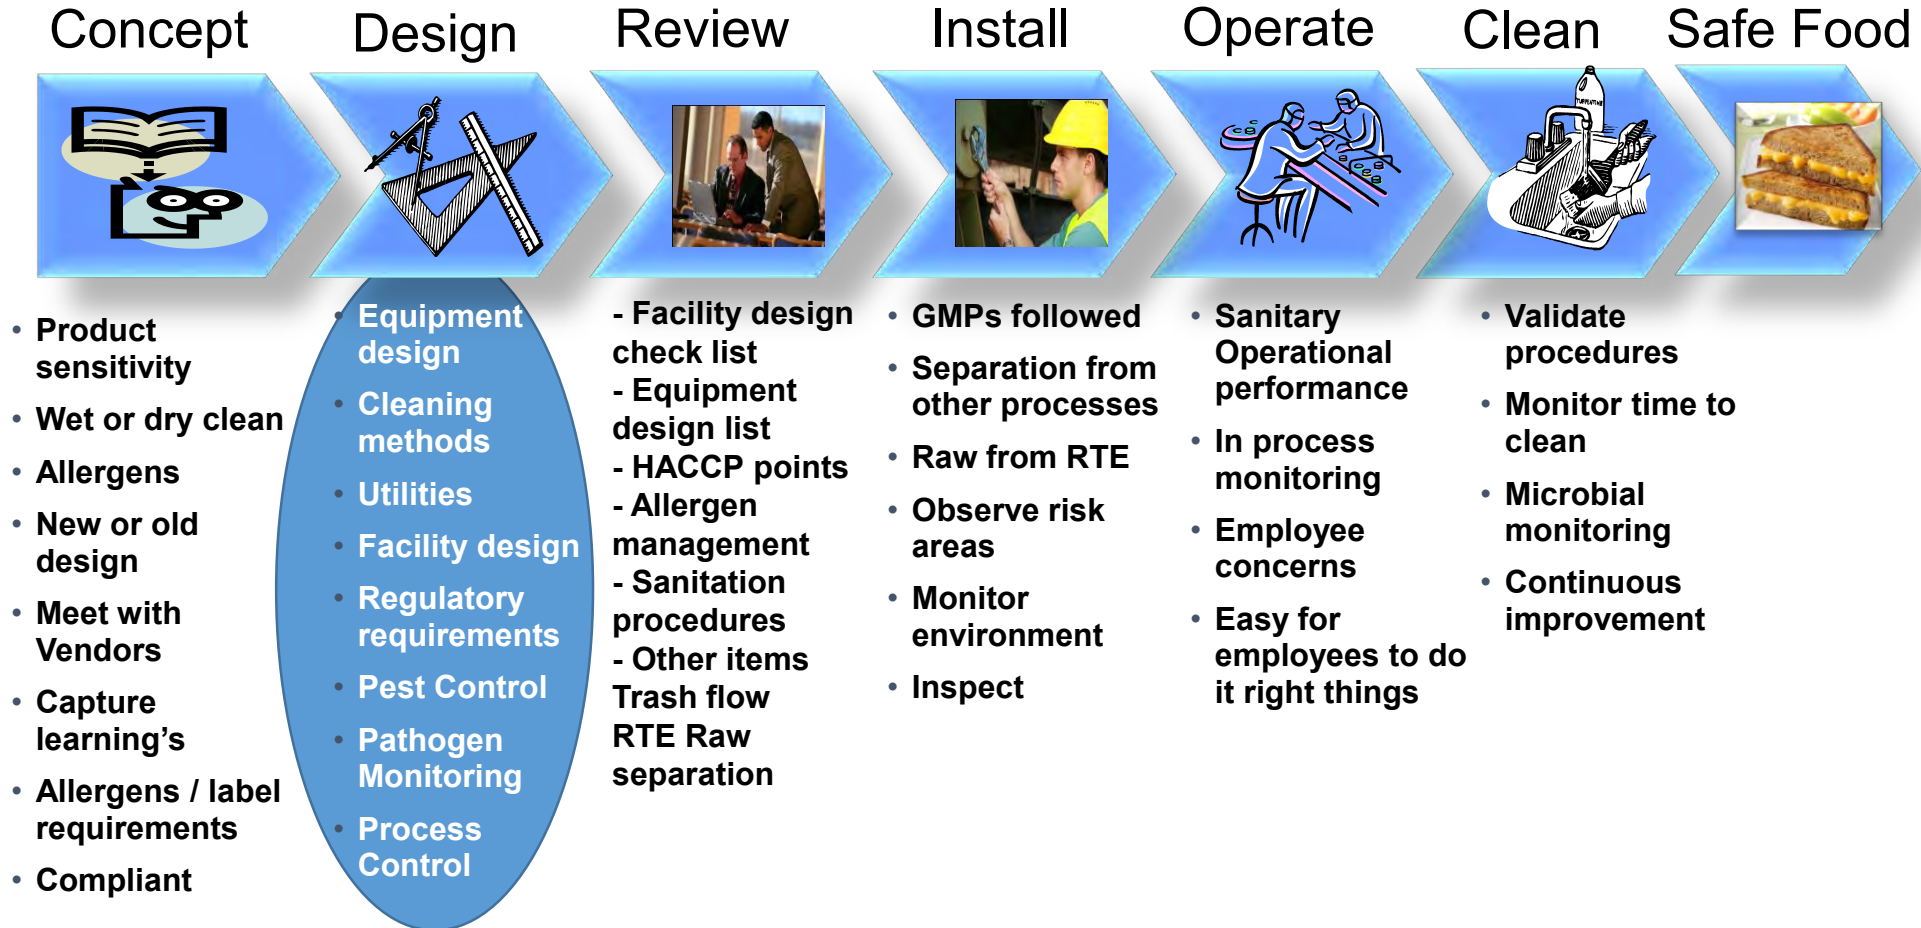 Concept
Design
Review
Install
Operate
Clean
Safe Food
TURPENTINE
• Product
sensitivity
• Wet or dry clean
• Allergens
• New or old
design
• Meet with
Vendors
• Capture
learning’s
• Allergens / label
requirements
• Compliant
• Equipment
design
• Cleaning
methods
• Utilities
• Facility design
• Regulatory
requirements
• Pest Control
• Pathogen
Monitoring
• Process
Control
- Facility design
check list
- Equipment
design list
- HACCP points
- Allergen
management
- Sanitation
procedures
- Other items
Trash flow
RTE Raw
separation
• GMPs followed
• Separation from
other processes
• Raw from RTE
• Observe risk
areas
• Monitor
environment
• Inspect
• Sanitary
Operational
performance
• In process
monitoring
• Employee
concerns
• Easy for
employees to do
it right things
• Validate
procedures
• Monitor time to
clean
• Microbial
monitoring
• Continuous
improvement